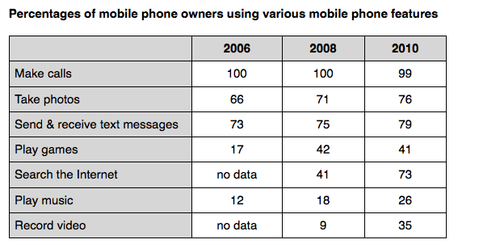 Percentages of mobile phone owners using various mobile phone features
2006 2008 2010
Make calls 100 100 99
Take photos 66 71 76
Send & receive text messages 73 75 79
Play games 17 42 41
Search the Internet no data 41 73
Play music 12 18 26
Record video no data 9 35